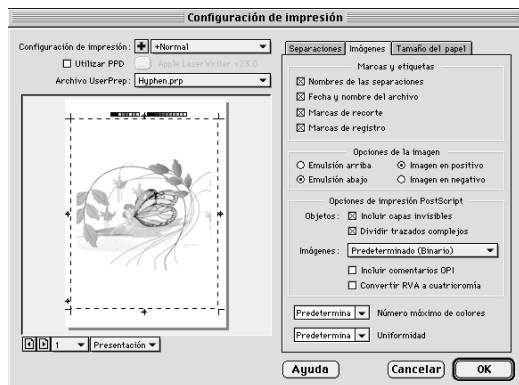 Configuración de impresión
Configuración de impresión: +Normal
Utilizar PPD ... Apple LaserWriter v23.0
Archivo UserPrep: Hyphen.prp
1 Presentación
Separaciones Imágenes Tamaño del papel
Marcas y etiquetas
Nombres de las separaciones
Fecha y nombre del archivo
Marcas de recorte
Marcas de registro
Opciones de la imagen
Emulsión arriba Imagen en positivo
Emulsión abajo Imagen en negativo
Opciones de impresión PostScript
Objetos: Incluir capas invisibles
Dividir trazados complejos
Imágenes: Predeterminado (Binario)
Incluir comentarios OPI
Convertir RVA a cuatricromía
Predetermina Número máximo de colores
Predetermina Uniformidad
Ayuda Cancelar OK